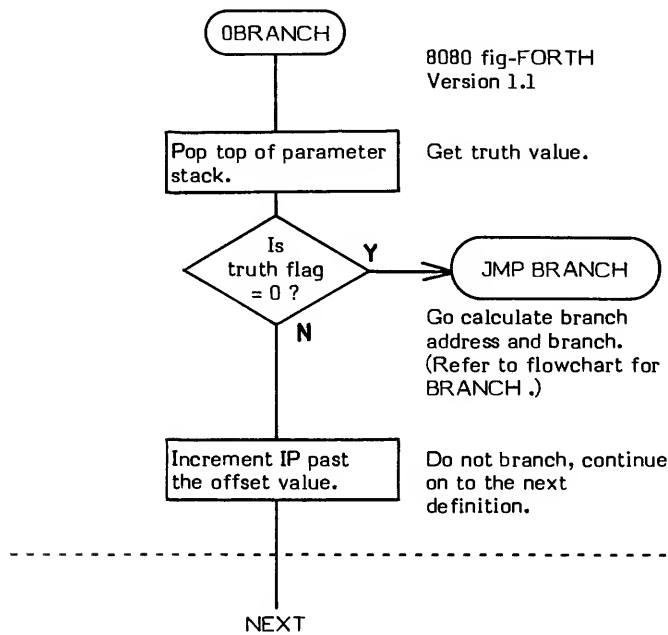 0BRANCH
8080 fig-FORTH
Version 1.1
Pop top of parameter
stack.
Get truth value.
Is
truth flag
= 0 ?
Y
JMP BRANCH
N
Go calculate branch
address and branch.
(Refer to flowchart for
BRANCH .)
Increment IP past
the offset value.
Do not branch, continue
on to the next
definition.
NEXT